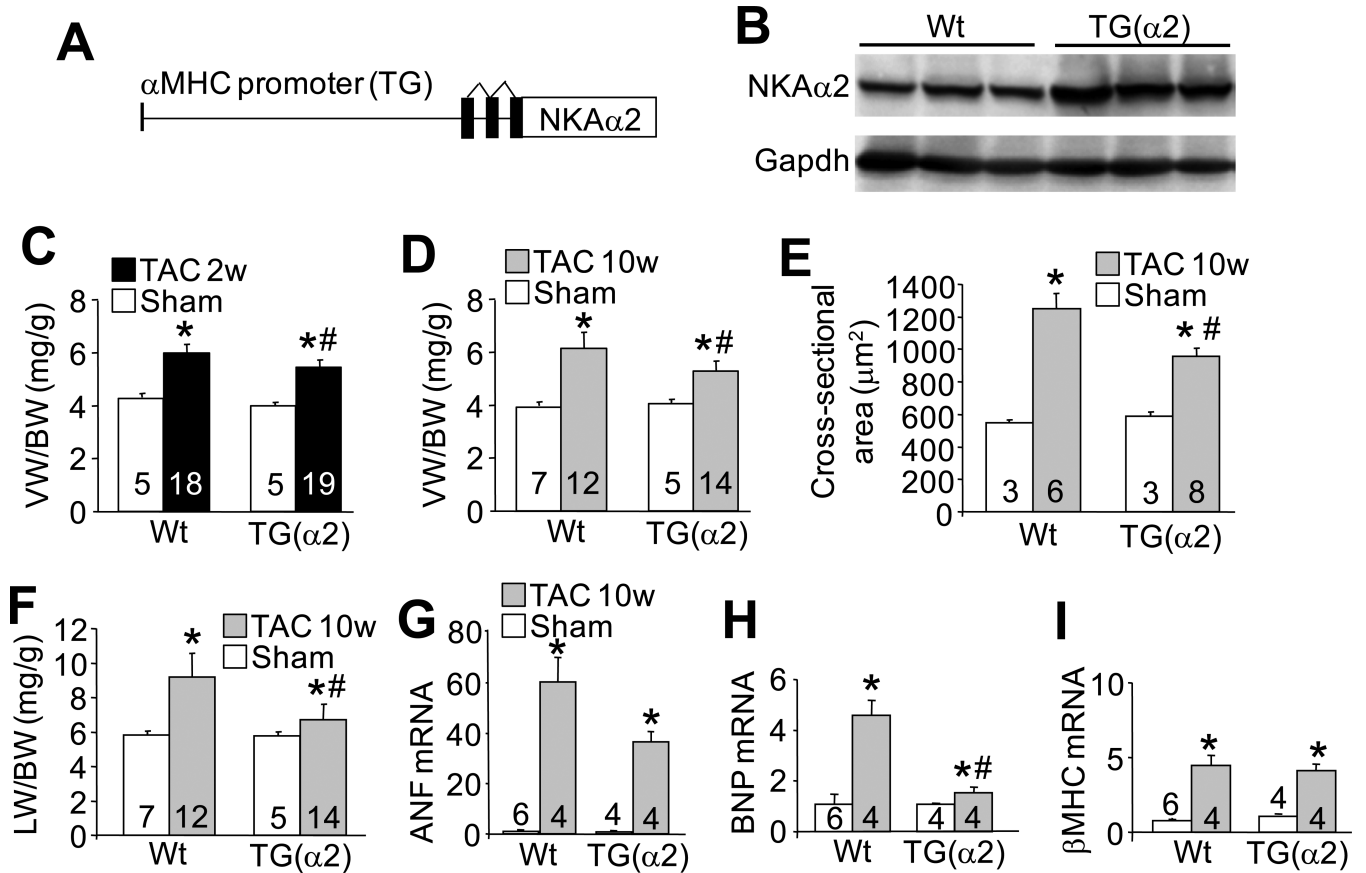 A
αMHC promoter (TG)
NKAα2
B
Wt TG(α2)
NKAα2
Gapdh
C
TAC 2w
Sham
VW/BW (mg/g)
8
6
4
2
0
* *#
5 18 5 19
Wt TG(α2)
D
TAC 10w
Sham
VW/BW (mg/g)
8
6
4
2
0
* *#
7 12 5 14
Wt TG(α2)
E
TAC 10w
Sham
Cross-sectional
area (μm²)
1400
1200
1000
800
600
400
200
0
* *#
3 6 3 8
Wt TG(α2)
F
TAC 10w
Sham
LW/BW (mg/g)
12
10
8
6
4
2
0
* *#
7 12 5 14
Wt TG(α2)
G
TAC 10w
Sham
ANF mRNA
80
60
40
20
0
* *
6 4 4 4
Wt TG(α2)
H
BNP mRNA
6
4
2
0
* *#
6 4 4 4
Wt TG(α2)
I
βMHC mRNA
10
5
0
* *
6 4 4 4
Wt TG(α2)